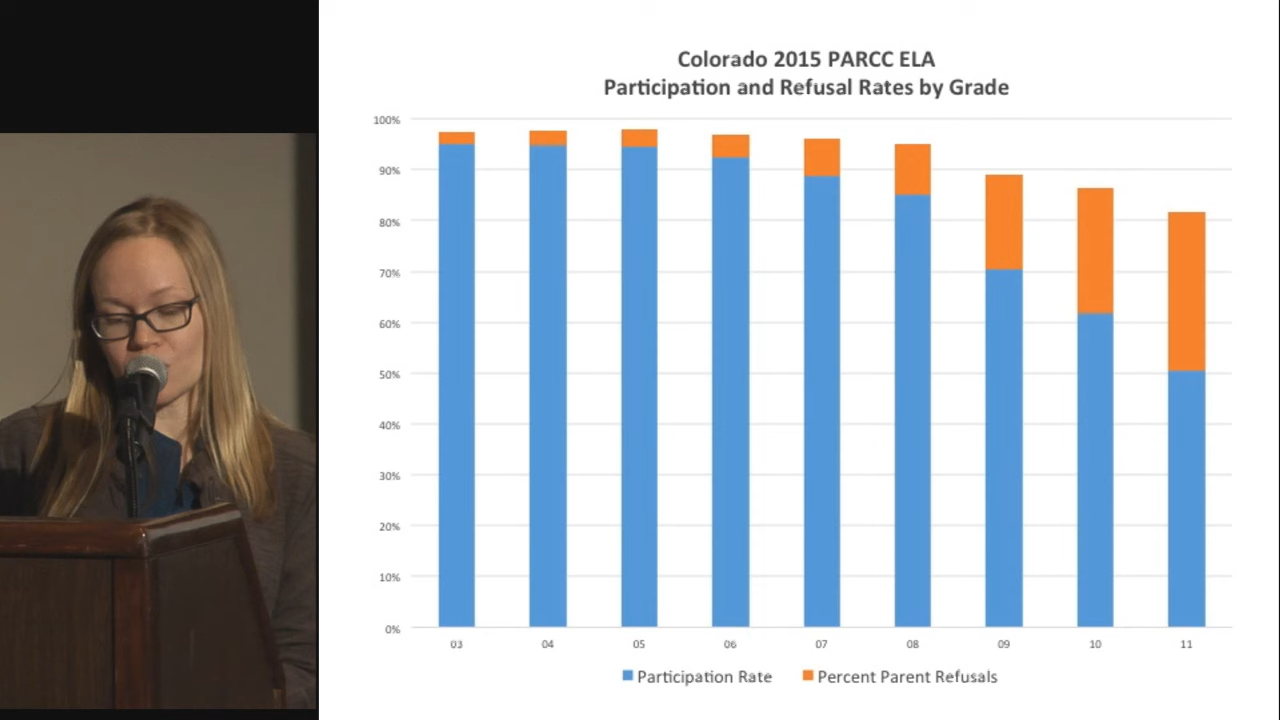 Colorado 2015 PARCC ELA
Participation and Refusal Rates by Grade
100%
90%
80%
70%
60%
50%
40%
30%
20%
10%
0%
03 04 05 06 07 08 09 10 11
Participation Rate Percent Parent Refusals